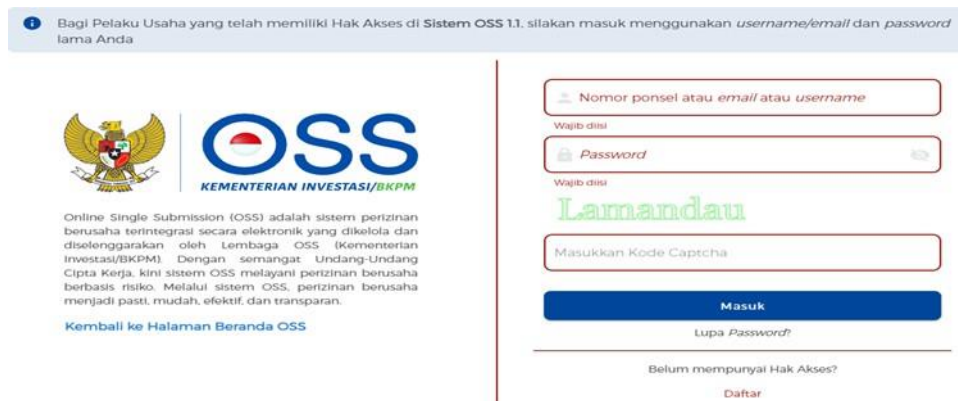 Bagi Pelaku Usaha yang telah memiliki Hak Akses di Sistem OSS 1.1, silakan masuk menggunakan username/email dan password
lama Anda
OSS
KEMENTERIAN INVESTASI/BKPM
Online Single Submission (OSS) adalah sistem perizinan
berusaha terintegrasi secara elektronik yang dikelola dan
diselenggarakan oleh Lembaga OSS (Kementerian
Investasi/BKPM). Dengan semangat Undang-Undang
Cipta Kerja, kini sistem OSS melayani perizinan berusaha
berbasis risiko. Melalui sistem OSS, perizinan berusaha
menjadi pasti, mudah, efektif, dan transparan.
Kembali ke Halaman Beranda OSS
Nomor ponsel atau email atau username
Wajib diisi
Password
Wajib diisi
Lamandau
Masukkan Kode Captcha
Masuk
Lupa Password?
Belum mempunyai Hak Akses?
Daftar